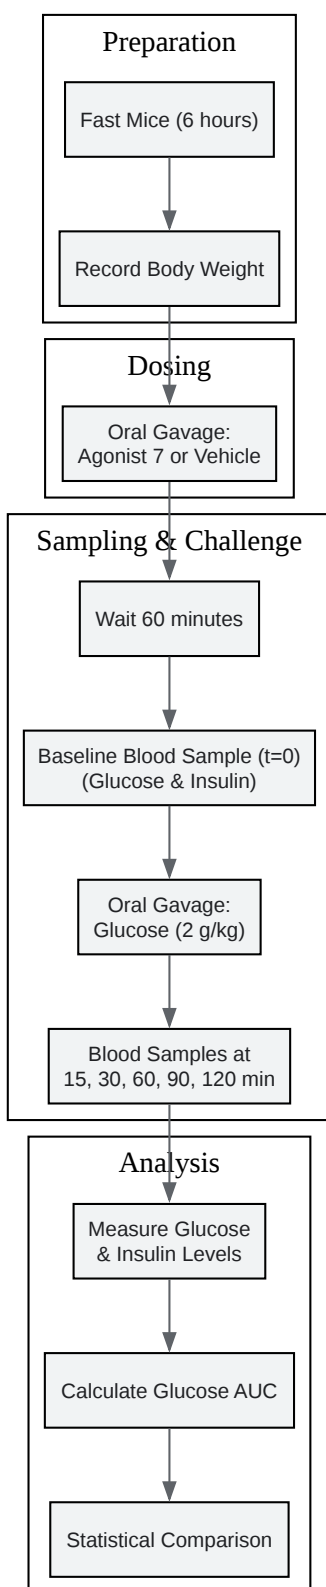 Preparation
Fast Mice (6 hours)
Record Body Weight
Dosing
Oral Gavage:
Agonist 7 or Vehicle
Sampling & Challenge
Wait 60 minutes
Baseline Blood Sample (t=0)
(Glucose & Insulin)
Oral Gavage:
Glucose (2 g/kg)
Blood Samples at
15, 30, 60, 90, 120 min
Analysis
Measure Glucose
& Insulin Levels
Calculate Glucose AUC
Statistical Comparison